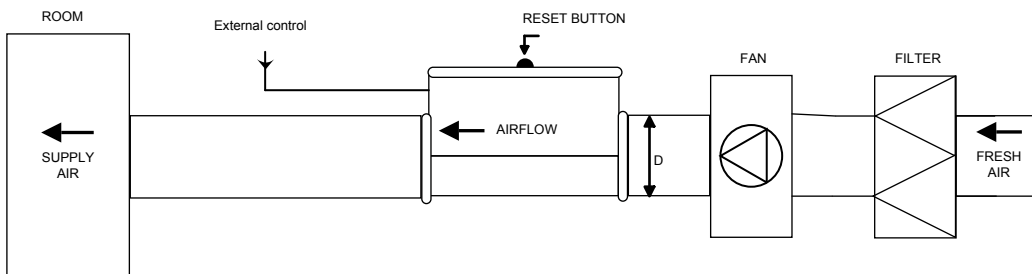 ROOM
External control
RESET BUTTON
FAN
FILTER
AIRFLOW
SUPPLY
AIR
D
FRESH
AIR